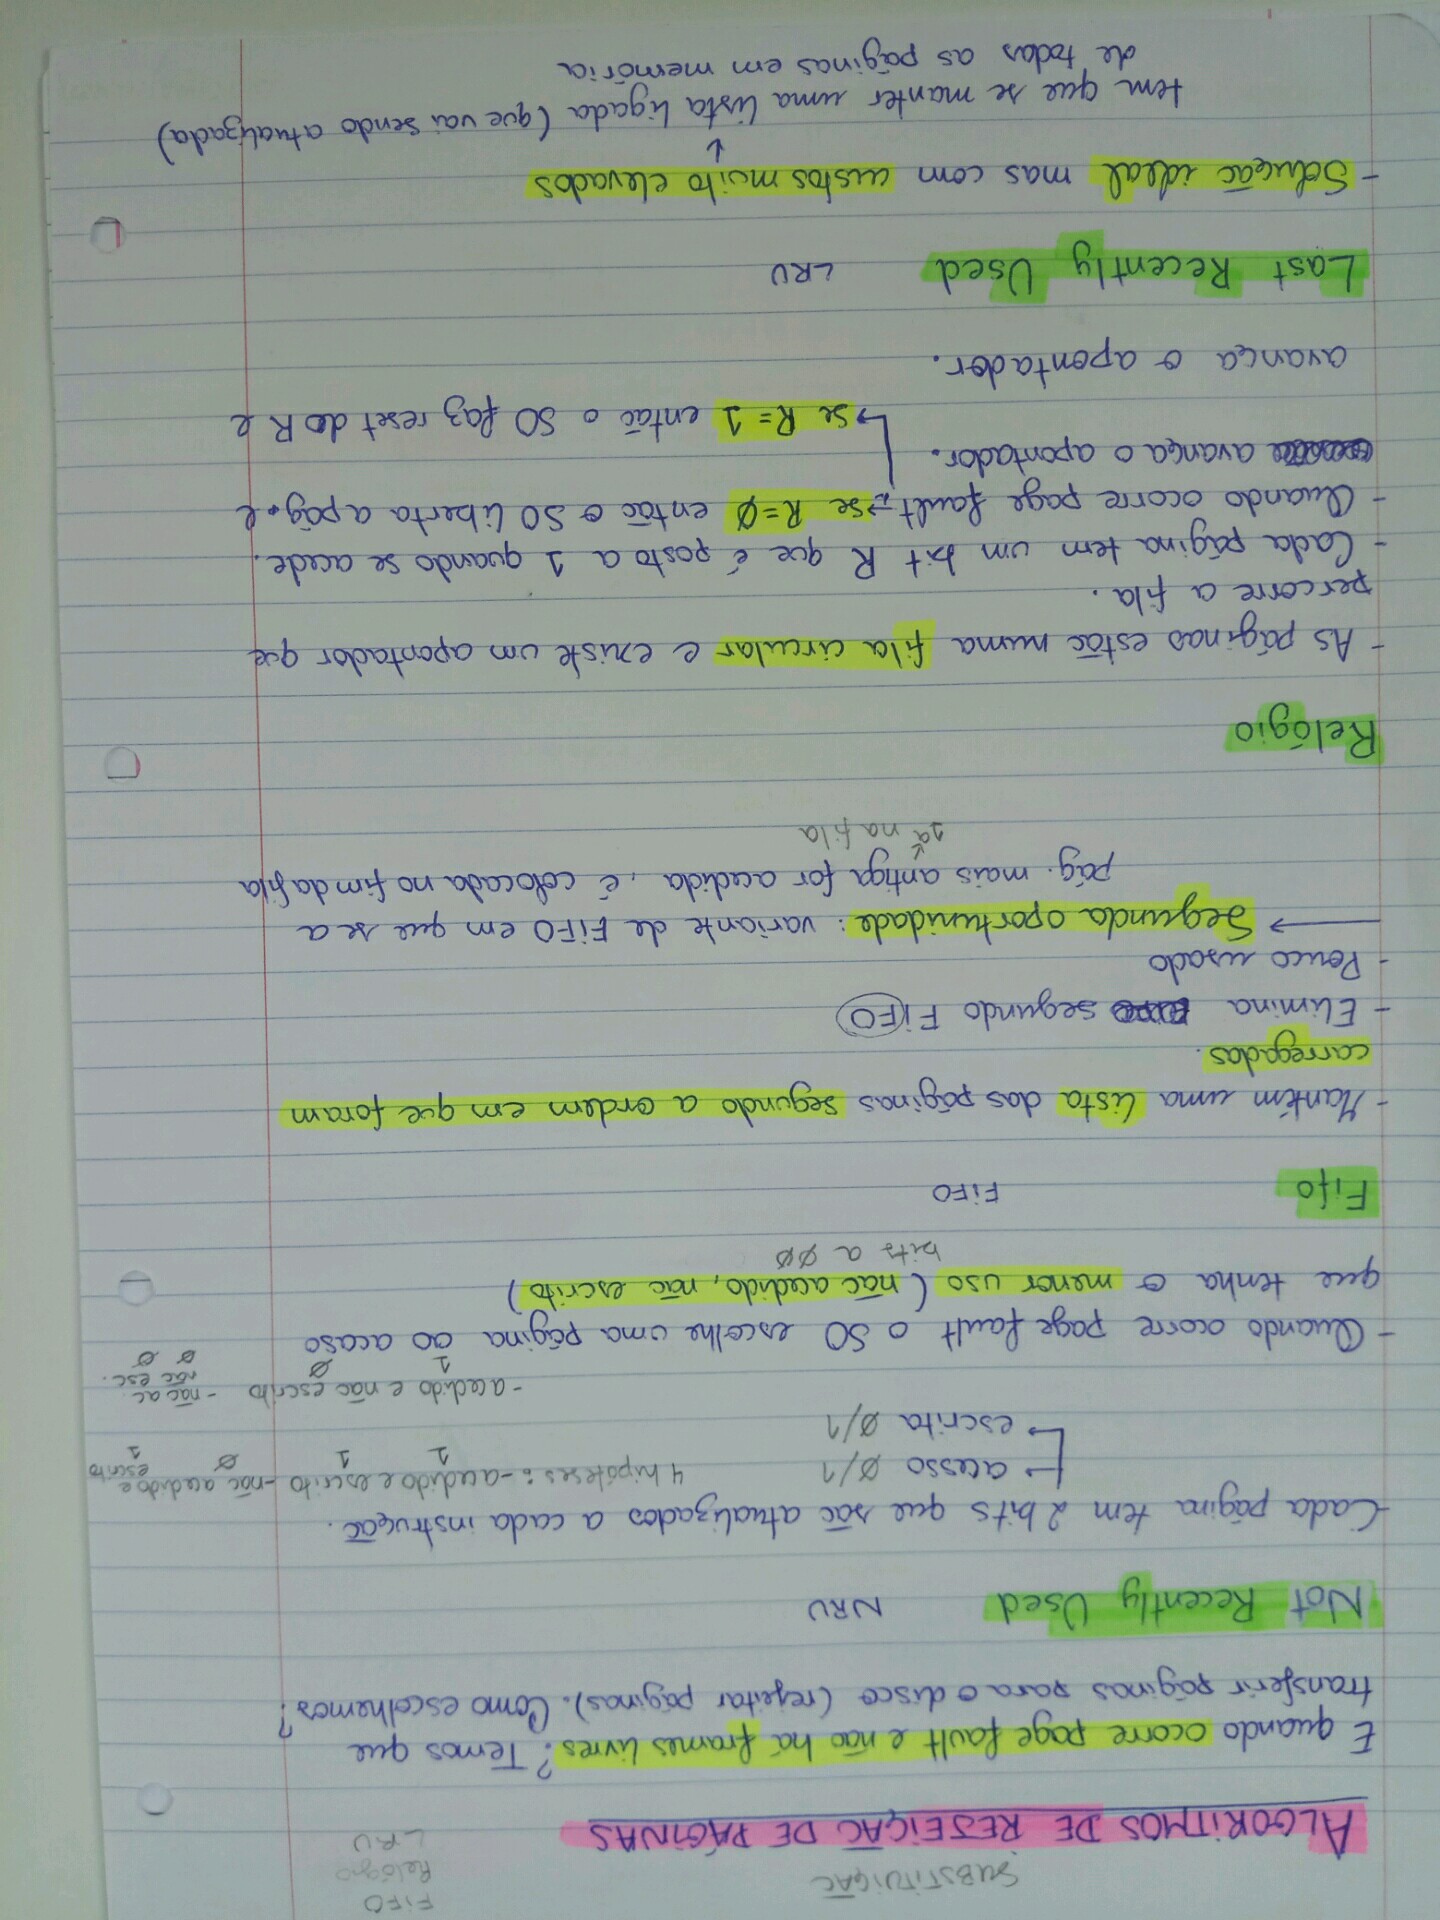 SUBSTITUIÇÃO
FIFO
Relógio
LRU
ALGORITMOS DE REJEIÇÃO DE PÁGINAS
E quando ocorre page fault e não há frames livres? Temos que
transferir páginas para o disco (rejeitar páginas). Como escolhemos?
Not Recently Used NRU
- Cada página tem 2 bits que são atualizados a cada instrução.
acesso 0/1
escrita 0/1
4 hipóteses: - acedido e escrito - não acedido e
escrito
1 1 0 1
- acedido e não escrito - não ac.
não esc.
1 0 0 0
- Quando ocorre page fault o SO escolhe uma página ao acaso
que tenha o menor uso (não acedido, não escrito)
bits a 00
Fifo FIFO
- Mantém uma lista das páginas segundo a ordem em que foram
carregadas.
- Elimina segundo FIFO
- Pouco usado
→ Segunda oportunidade: variante de FIFO em que se a
pág. mais antiga for acedida, é colocada no fim da fila
1ª na fila
Relógio
- As páginas estão numa fila circular e existe um apontador que
percorre a fila.
- Cada página tem um bit R que é posto a 1 quando se acede.
- Quando ocorre page fault → se R=0 então o SO liberta a pág. e
avança o apontador.
↳ se R=1 então o SO faz reset do R e
avança o apontador.
Last Recently Used LRU
- Solução ideal mas com custos muito elevados
↓
tem que se manter uma lista ligada (que vai sendo atualizada)
de todas as páginas em memória